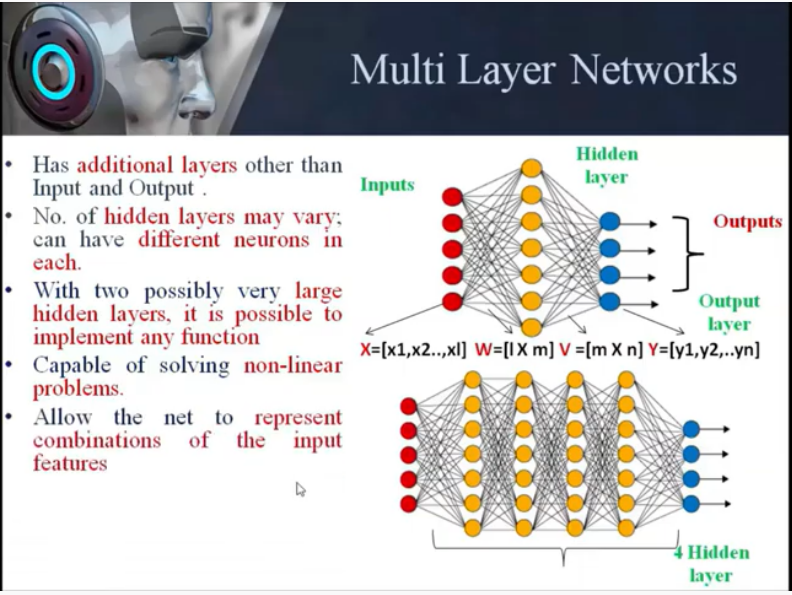 Multi Layer Networks
• Has additional layers other than
Input and Output .
• No. of hidden layers may vary;
can have different neurons in
each.
• With two possibly very large
hidden layers, it is possible to
implement any function
• Capable of solving non-linear
problems.
• Allow the net to represent
combinations of the input
features
Inputs
Hidden
layer
Outputs
Output
layer
X=[x1,x2..,xl] W=[l X m] V =[m X n] Y=[y1,y2,..yn]
4 Hidden
layer